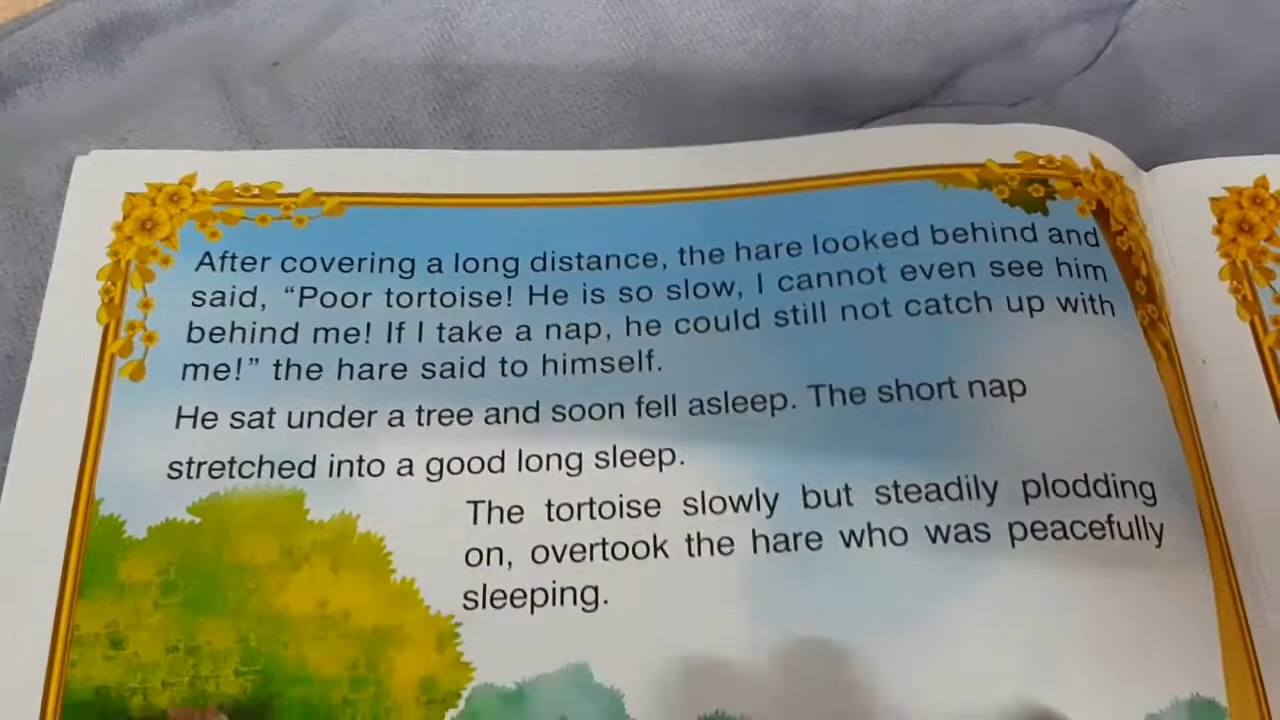 After covering a long distance, the hare looked behind and
said, “Poor tortoise! He is so slow, I cannot even see him
behind me! If I take a nap, he could still not catch up with
me!” the hare said to himself.
He sat under a tree and soon fell asleep. The short nap
stretched into a good long sleep.
The tortoise slowly but steadily plodding
on, overtook the hare who was peacefully
sleeping.